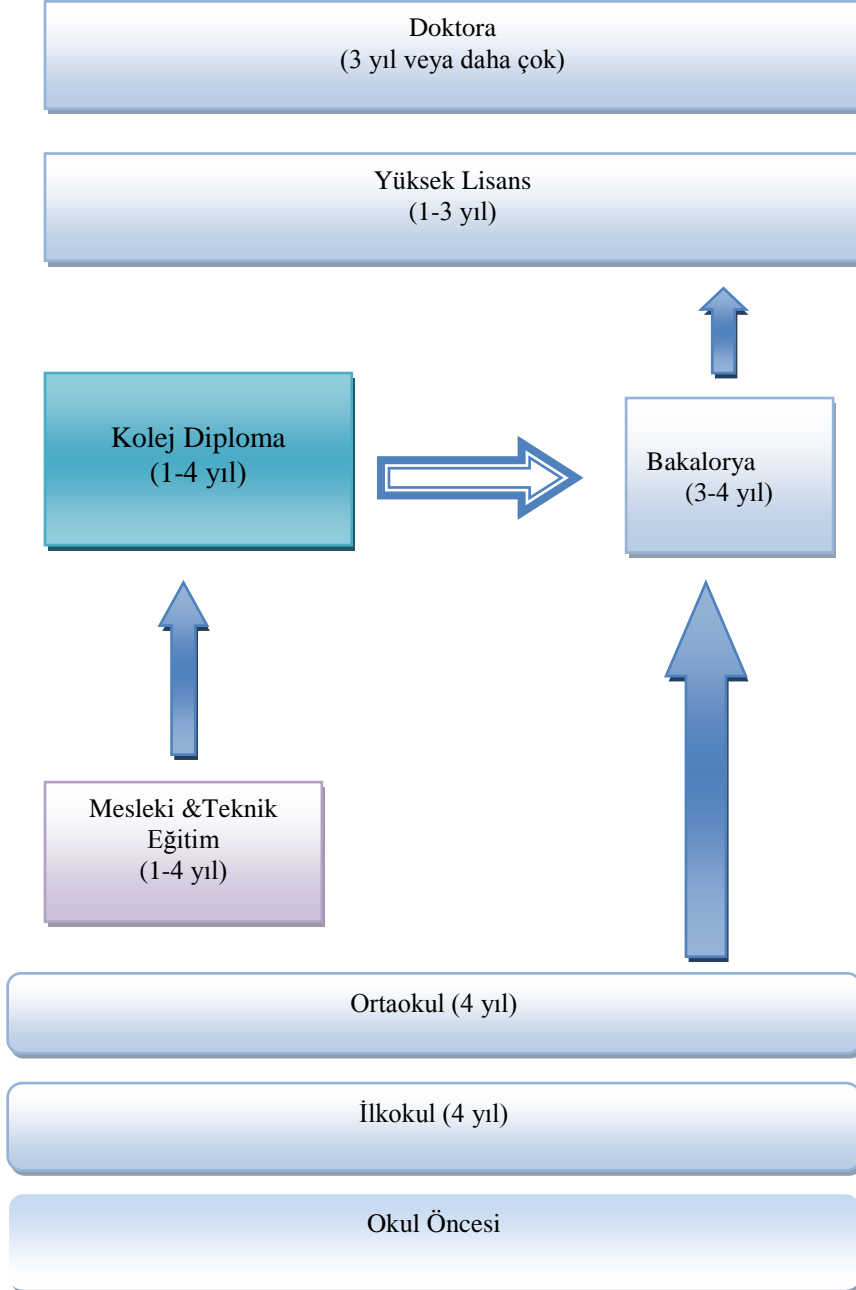 Doktora
(3 yıl veya daha çok)
Yüksek Lisans
(1-3 yıl)
Kolej Diploma
(1-4 yıl)
Bakalorya
(3-4 yıl)
Mesleki &Teknik
Eğitim
(1-4 yıl)
Ortaokul (4 yıl)
İlkokul (4 yıl)
Okul Öncesi